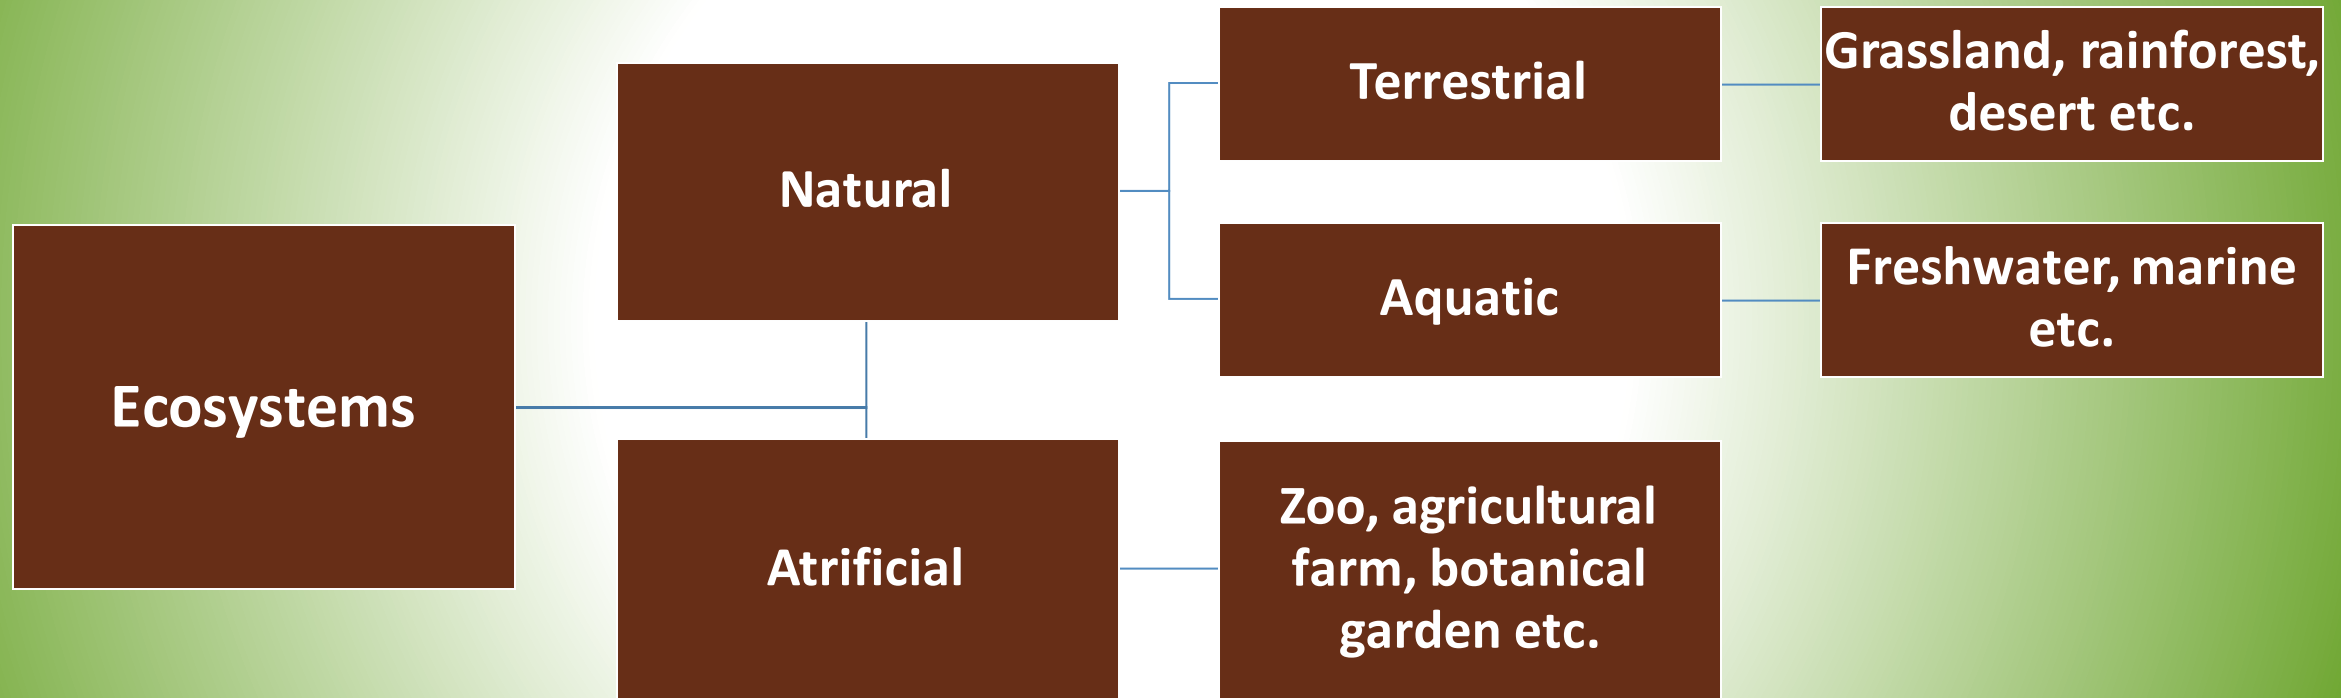 Ecosystems
Natural
Terrestrial
Grassland, rainforest,
desert etc.
Aquatic
Freshwater, marine
etc.
Atrificial
Zoo, agricultural
farm, botanical
garden etc.